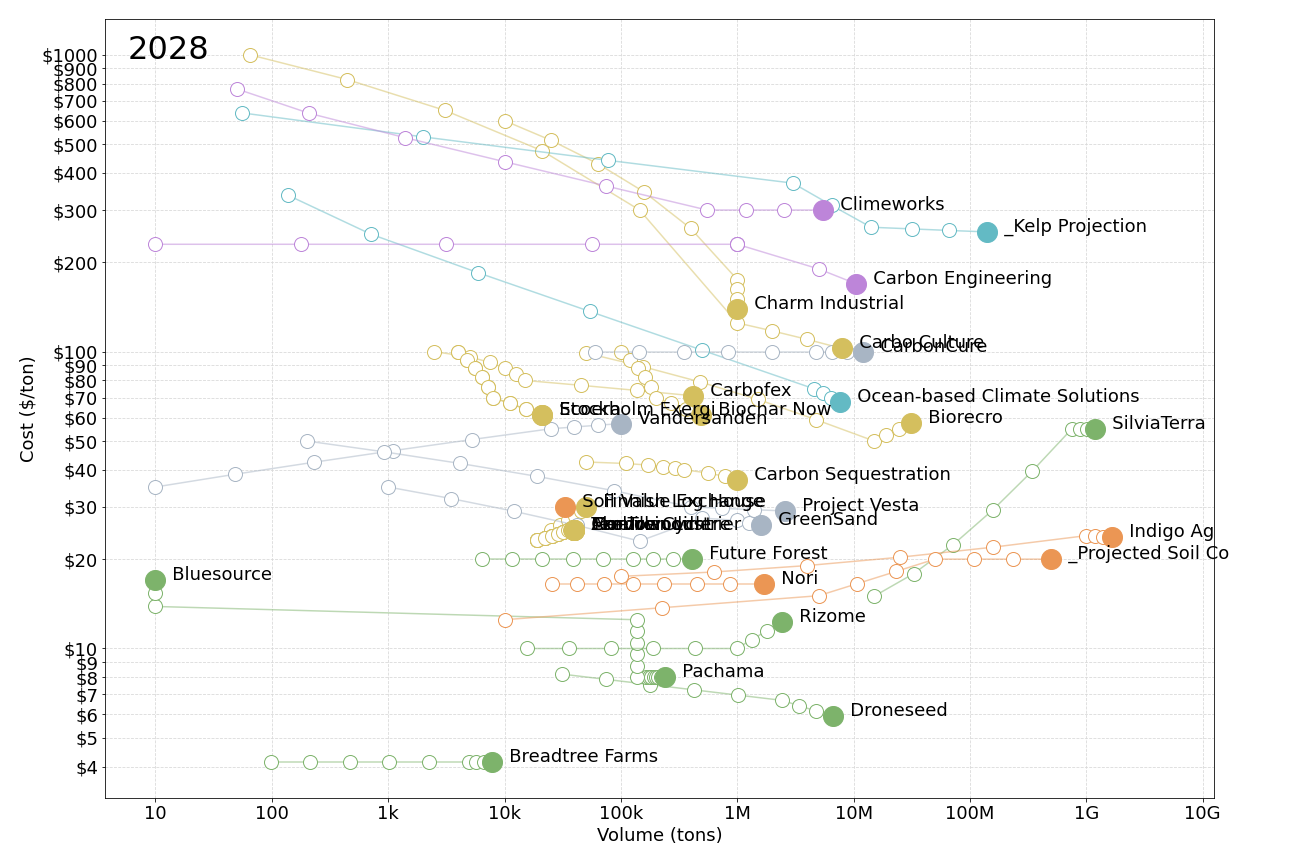 2028
$1000
$900
$800
$700
$600
$500
$400
$300
$200
$100
$90
$80
$70
$60
$50
$40
$30
$20
$10
$9
$8
$7
$6
$5
$4
Cost ($/ton)
Climeworks
_Kelp Projection
Carbon Engineering
Charm Industrial
Carbo Culture
CarbonCure
Carbofex
Ocean-based Climate Solutions
Stockholm Exergi
Biochar Now
Vandersanden
Biorecro
SilviaTerra
Carbon Sequestration
Project Vesta
GreenSand
Indigo Ag
_Projected Soil Co
Future Forest
Bluesource
Nori
Rizome
Pachama
Droneseed
Breadtree Farms
10
100
1k
10k
100k
1M
10M
100M
1G
10G
Volume (tons)